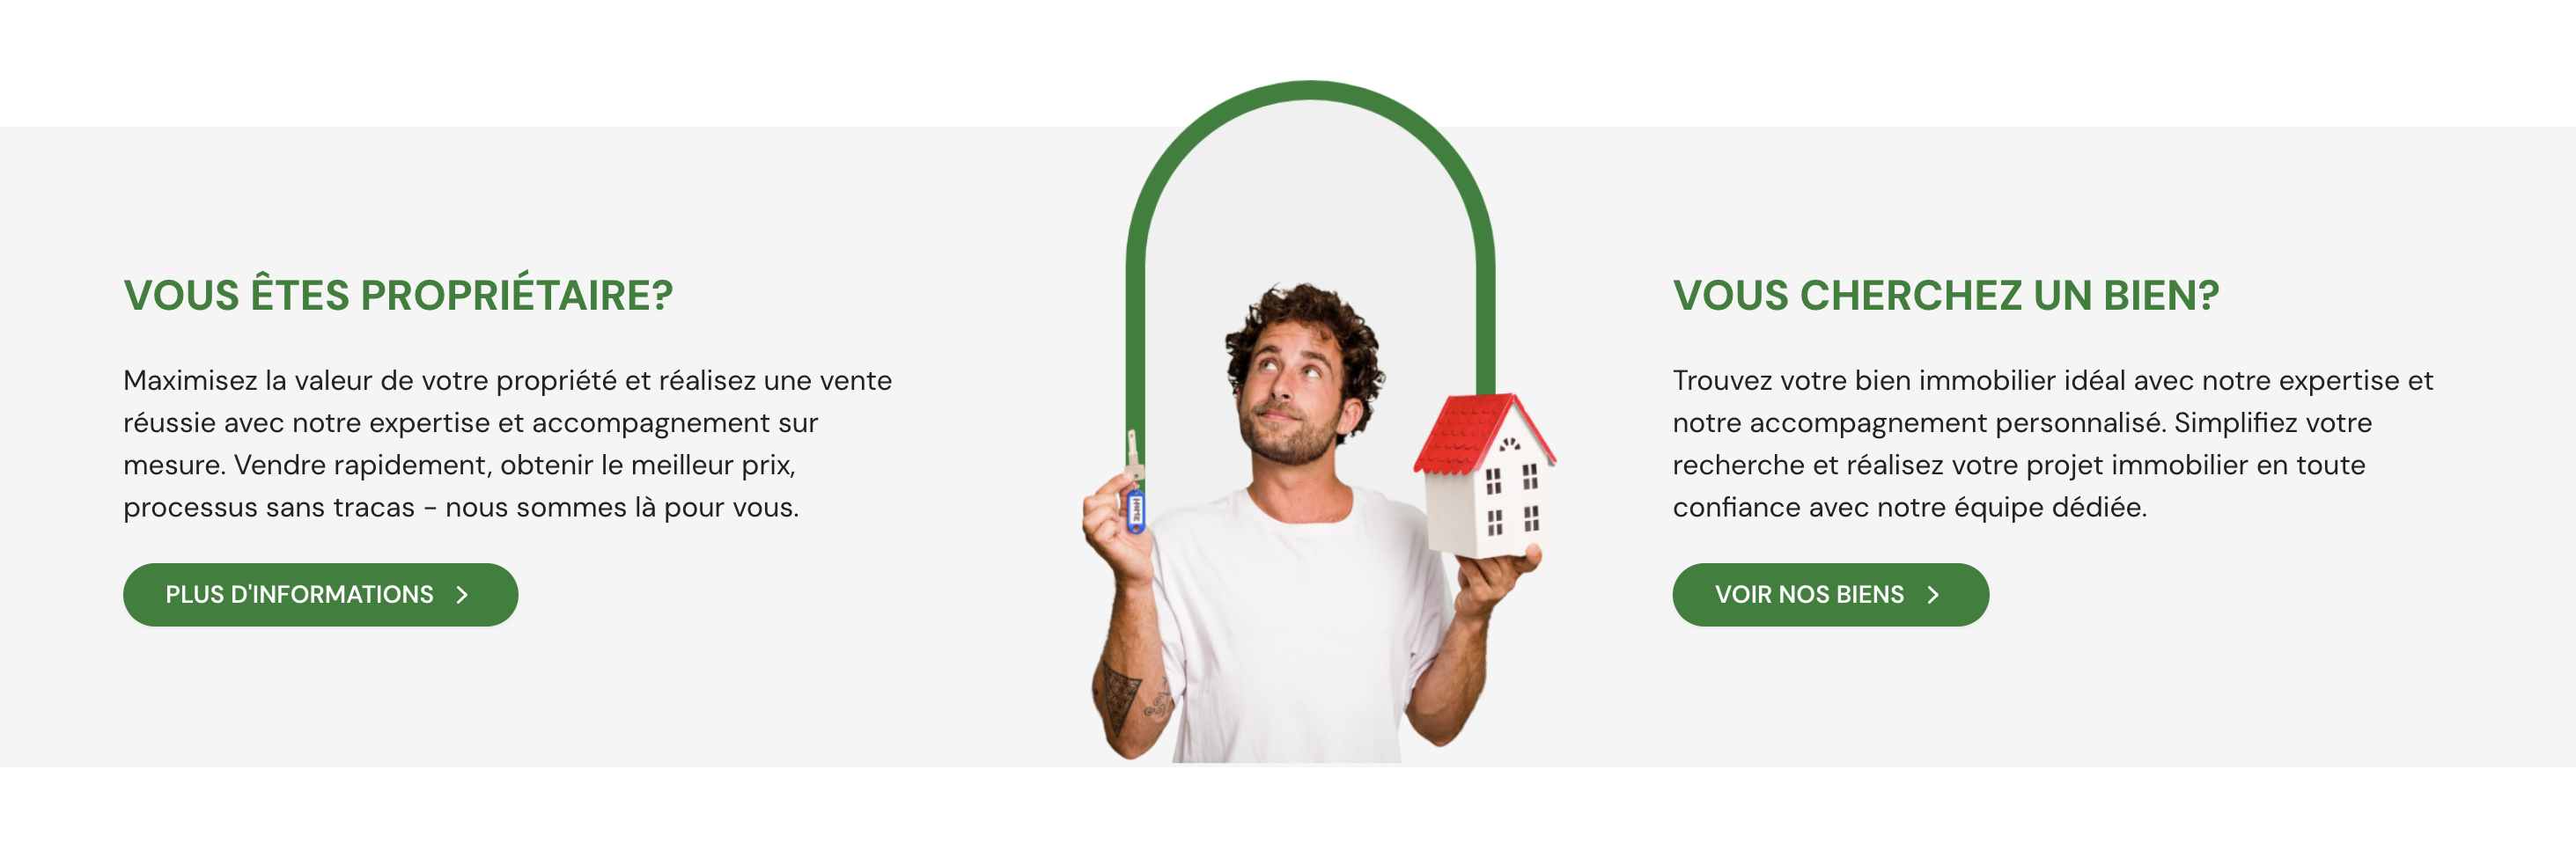 VOUS ÊTES PROPRIÉTAIRE?
Maximisez la valeur de votre propriété et réalisez une vente
réussie avec notre expertise et accompagnement sur
mesure. Vendre rapidement, obtenir le meilleur prix,
processus sans tracas - nous sommes là pour vous.
PLUS D'INFORMATIONS
VOUS CHERCHEZ UN BIEN?
Trouvez votre bien immobilier idéal avec notre expertise et
notre accompagnement personnalisé. Simplifiez votre
recherche et réalisez votre projet immobilier en toute
confiance avec notre équipe dédiée.
VOIR NOS BIENS